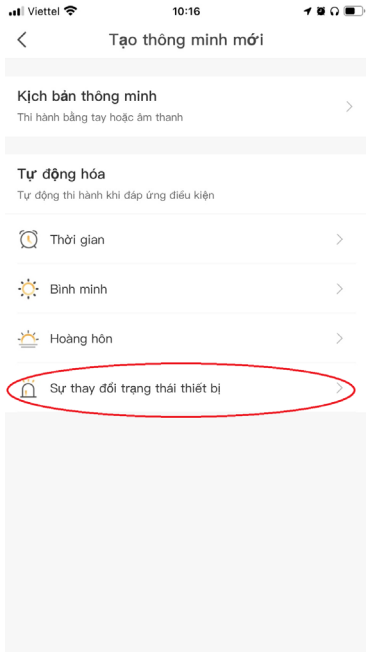 Viettel 10:16
Tạo thông minh mới
Kịch bản thông minh
Thi hành bằng tay hoặc âm thanh
Tự động hóa
Tự động thi hành khi đáp ứng điều kiện
Thời gian
Bình minh
Hoàng hôn
Sự thay đổi trạng thái thiết bị